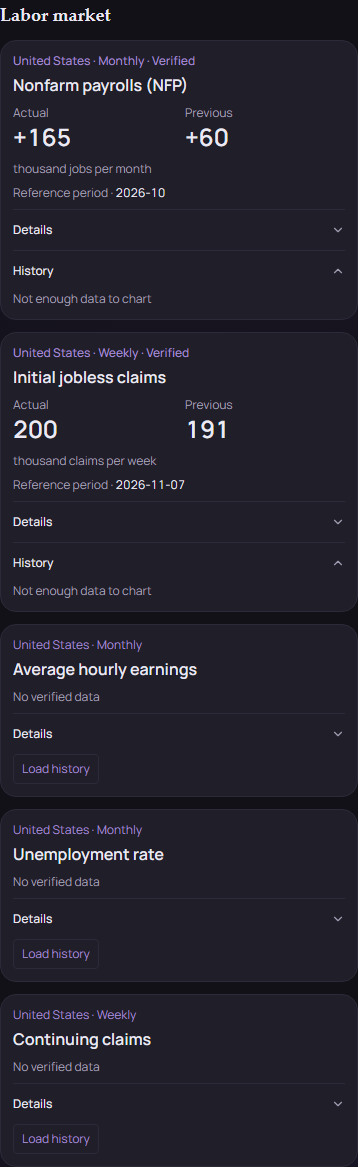 Labor market
United States · Monthly · Verified
Nonfarm payrolls (NFP)
Actual Previous
+165 +60
thousand jobs per month
Reference period · 2026-10
Details
History
Not enough data to chart
United States · Weekly · Verified
Initial jobless claims
Actual Previous
200 191
thousand claims per week
Reference period · 2026-11-07
Details
History
Not enough data to chart
United States · Monthly
Average hourly earnings
No verified data
Details
Load history
United States · Monthly
Unemployment rate
No verified data
Details
Load history
United States · Weekly
Continuing claims
No verified data
Details
Load history